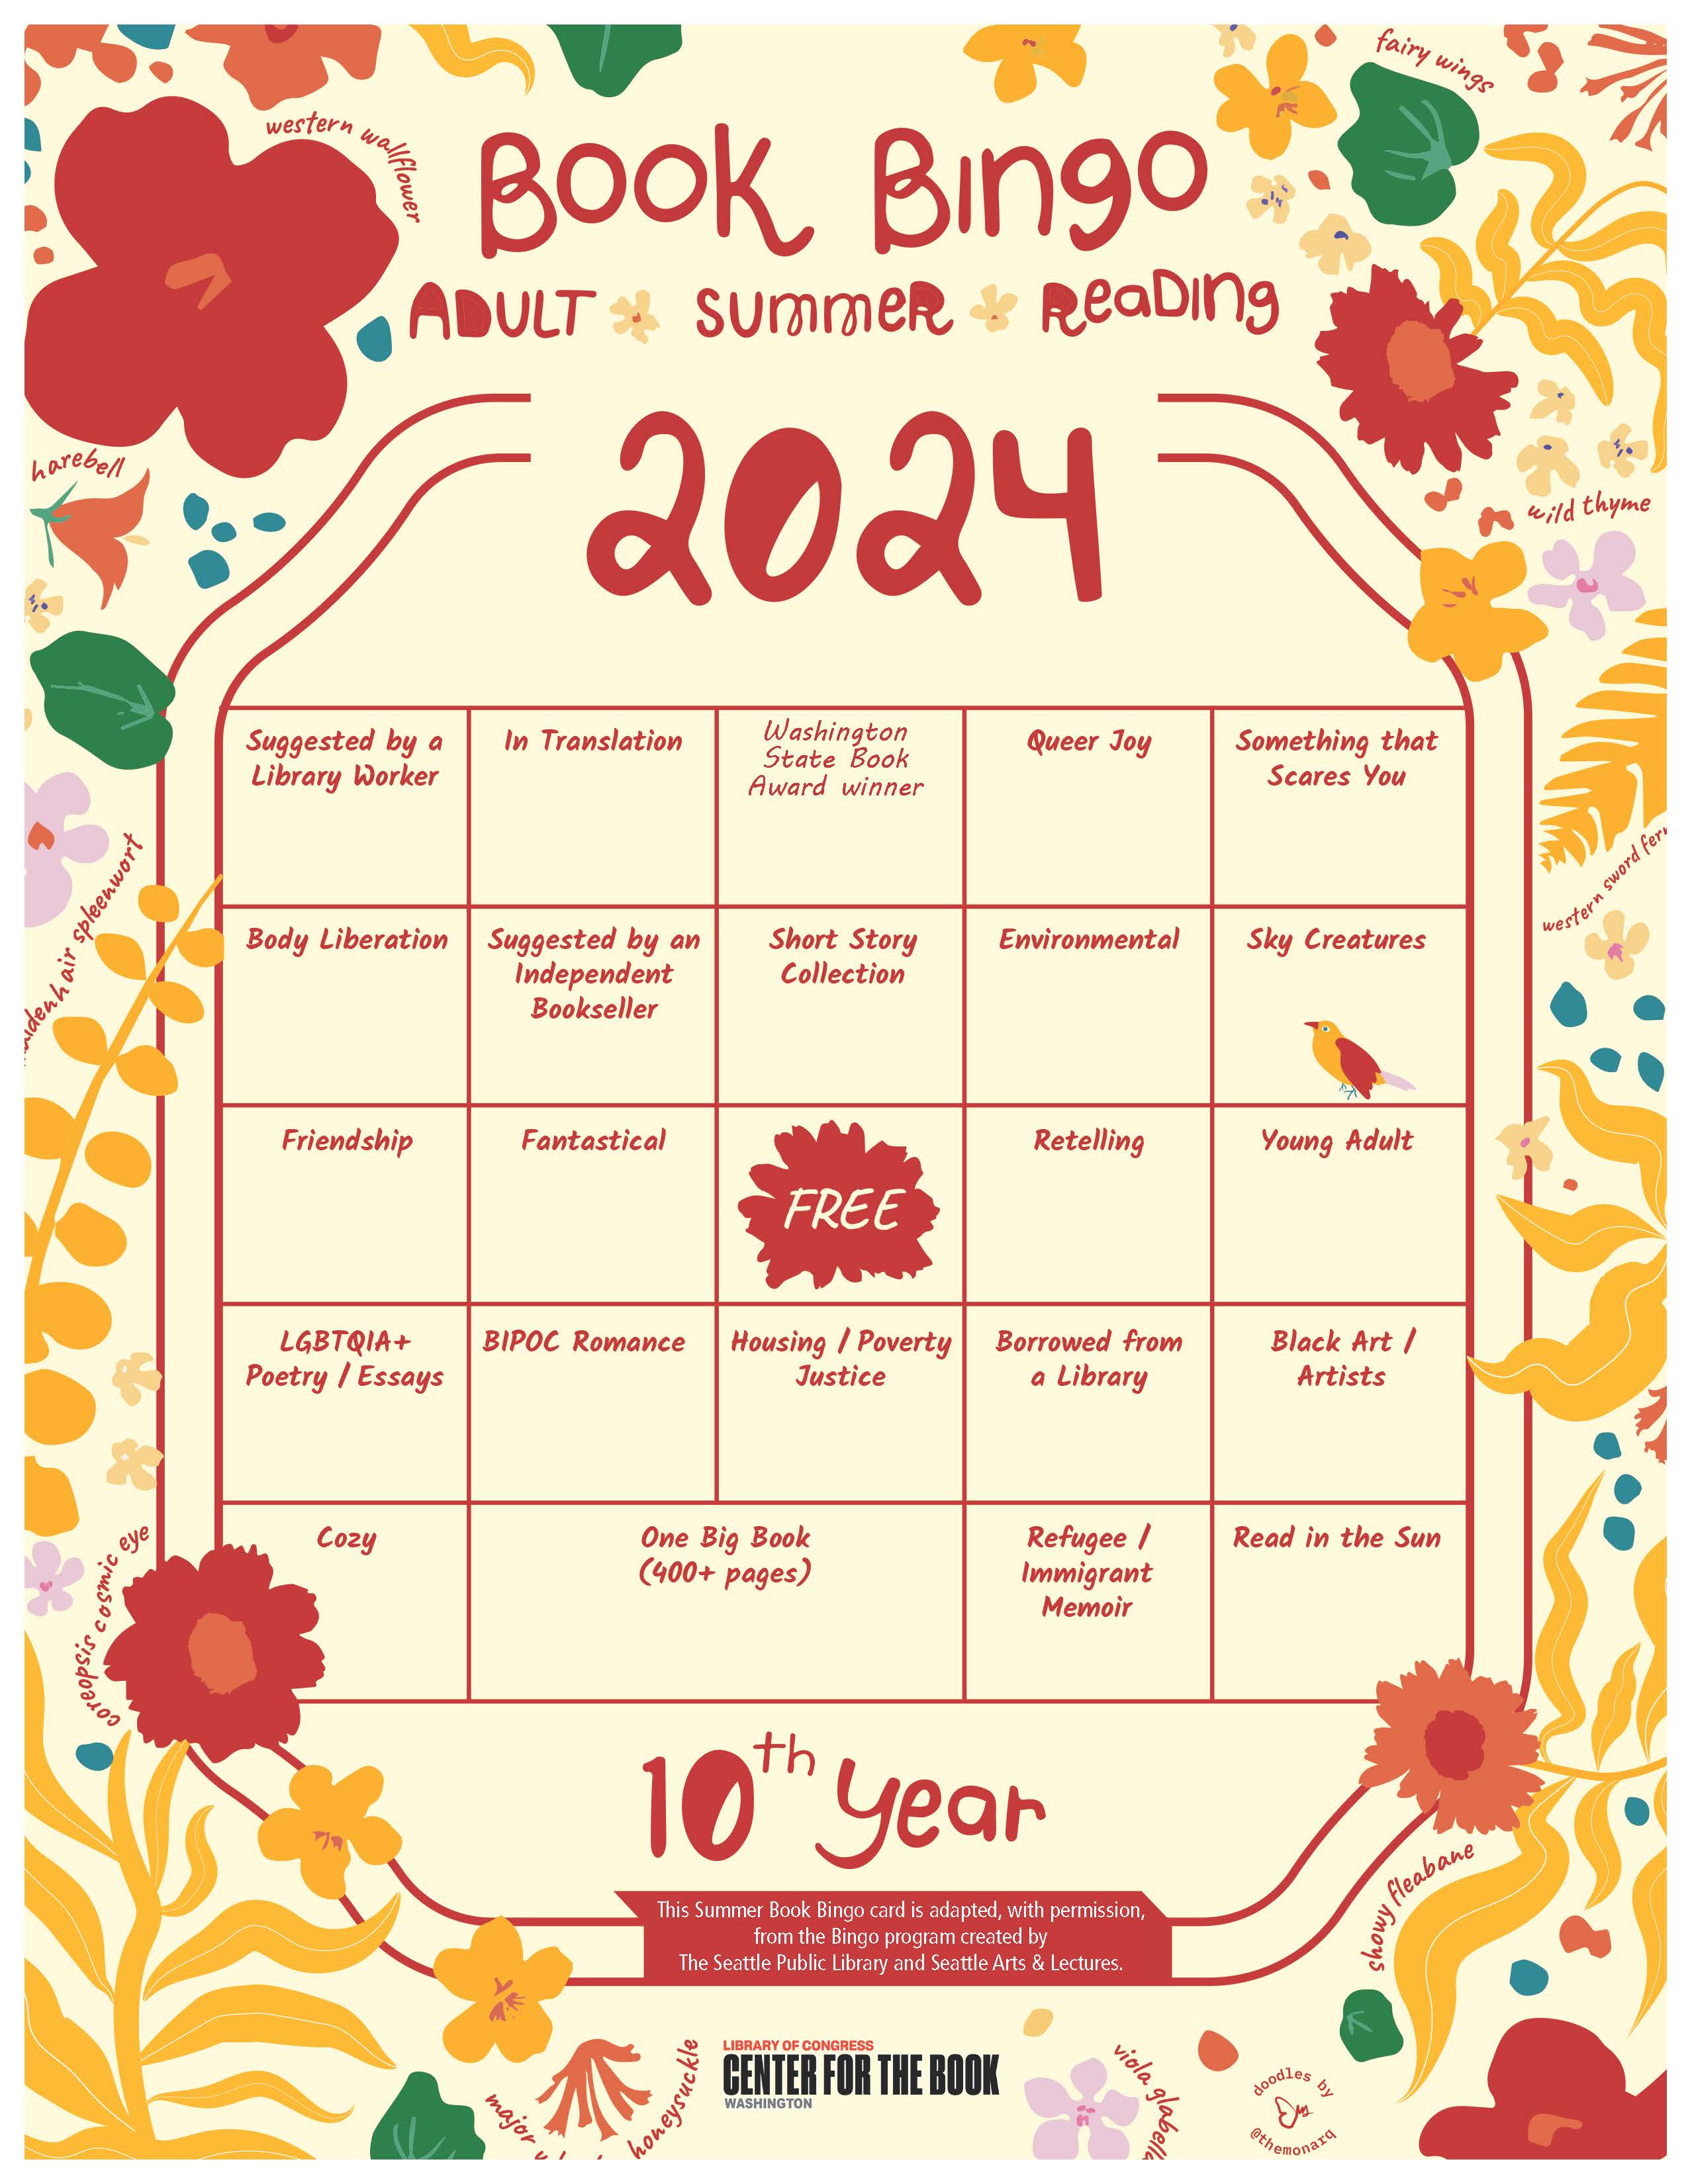 fairy wings
western wallflower
Book Bingo
ADULT SUMMER ReaDing
2024
harebell
wild thyme
Suggested by a
Library Worker
In Translation
Washington
State Book
Award winner
Queer Joy
Something that
Scares You
spleenwort
western sword
Body Liberation
Suggested by an
Independent
Bookseller
Short Story
Collection
Environmental
Sky Creatures
Friendship
Fantastical
FREE
Retelling
Young Adult
LGBTQIA+
Poetry / Essays
BIPOC Romance
Housing / Poverty
Justice
Borrowed from
a Library
Black Art /
Artists
Cozy
One Big Book
(400+ pages)
Refugee /
Immigrant
Memoir
Read in the Sun
coreopsis cosmic eye
10th year
showy fleabane
This Summer Book Bingo card is adapted, with permission,
from the Bingo program created by
The Seattle Public Library and Seattle Arts & Lectures.
LIBRARY OF CONGRESS
CENTER FOR THE BOOK
WASHINGTON
major
honeysuckle
viola
doodles by
@themonarq